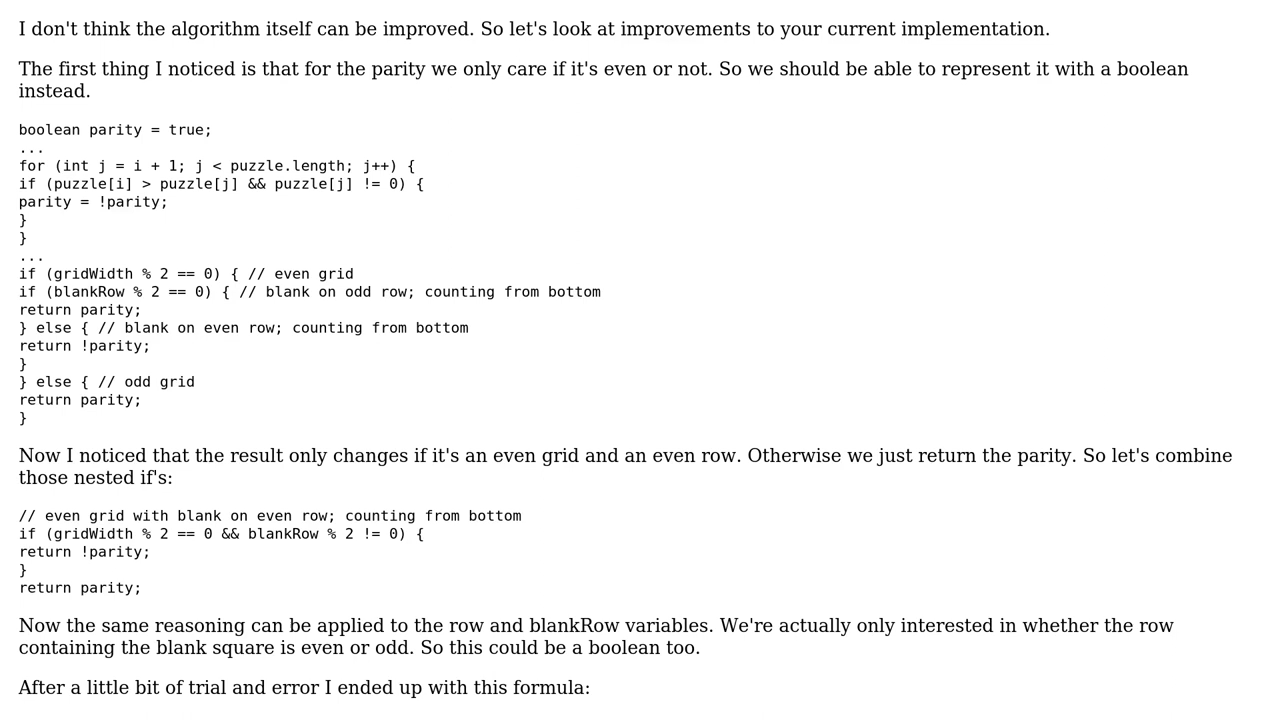 I don't think the algorithm itself can be improved. So let's look at improvements to your current implementation.
The first thing I noticed is that for the parity we only care if it's even or not. So we should be able to represent it with a boolean
instead.
boolean parity = true;
...
for (int j = i + 1; j < puzzle.length; j++) {
if (puzzle[i] > puzzle[j] && puzzle[j] != 0) {
parity = !parity;
}
}
...
if (gridWidth % 2 == 0) { // even grid
if (blankRow % 2 == 0) { // blank on odd row; counting from bottom
return parity;
} else { // blank on even row; counting from bottom
return !parity;
}
} else { // odd grid
return parity;
}
Now I noticed that the result only changes if it's an even grid and an even row. Otherwise we just return the parity. So let's combine
those nested if's:
// even grid with blank on even row; counting from bottom
if (gridWidth % 2 == 0 && blankRow % 2 != 0) {
return !parity;
}
return parity;
Now the same reasoning can be applied to the row and blankRow variables. We're actually only interested in whether the row
containing the blank square is even or odd. So this could be a boolean too.
After a little bit of trial and error I ended up with this formula: